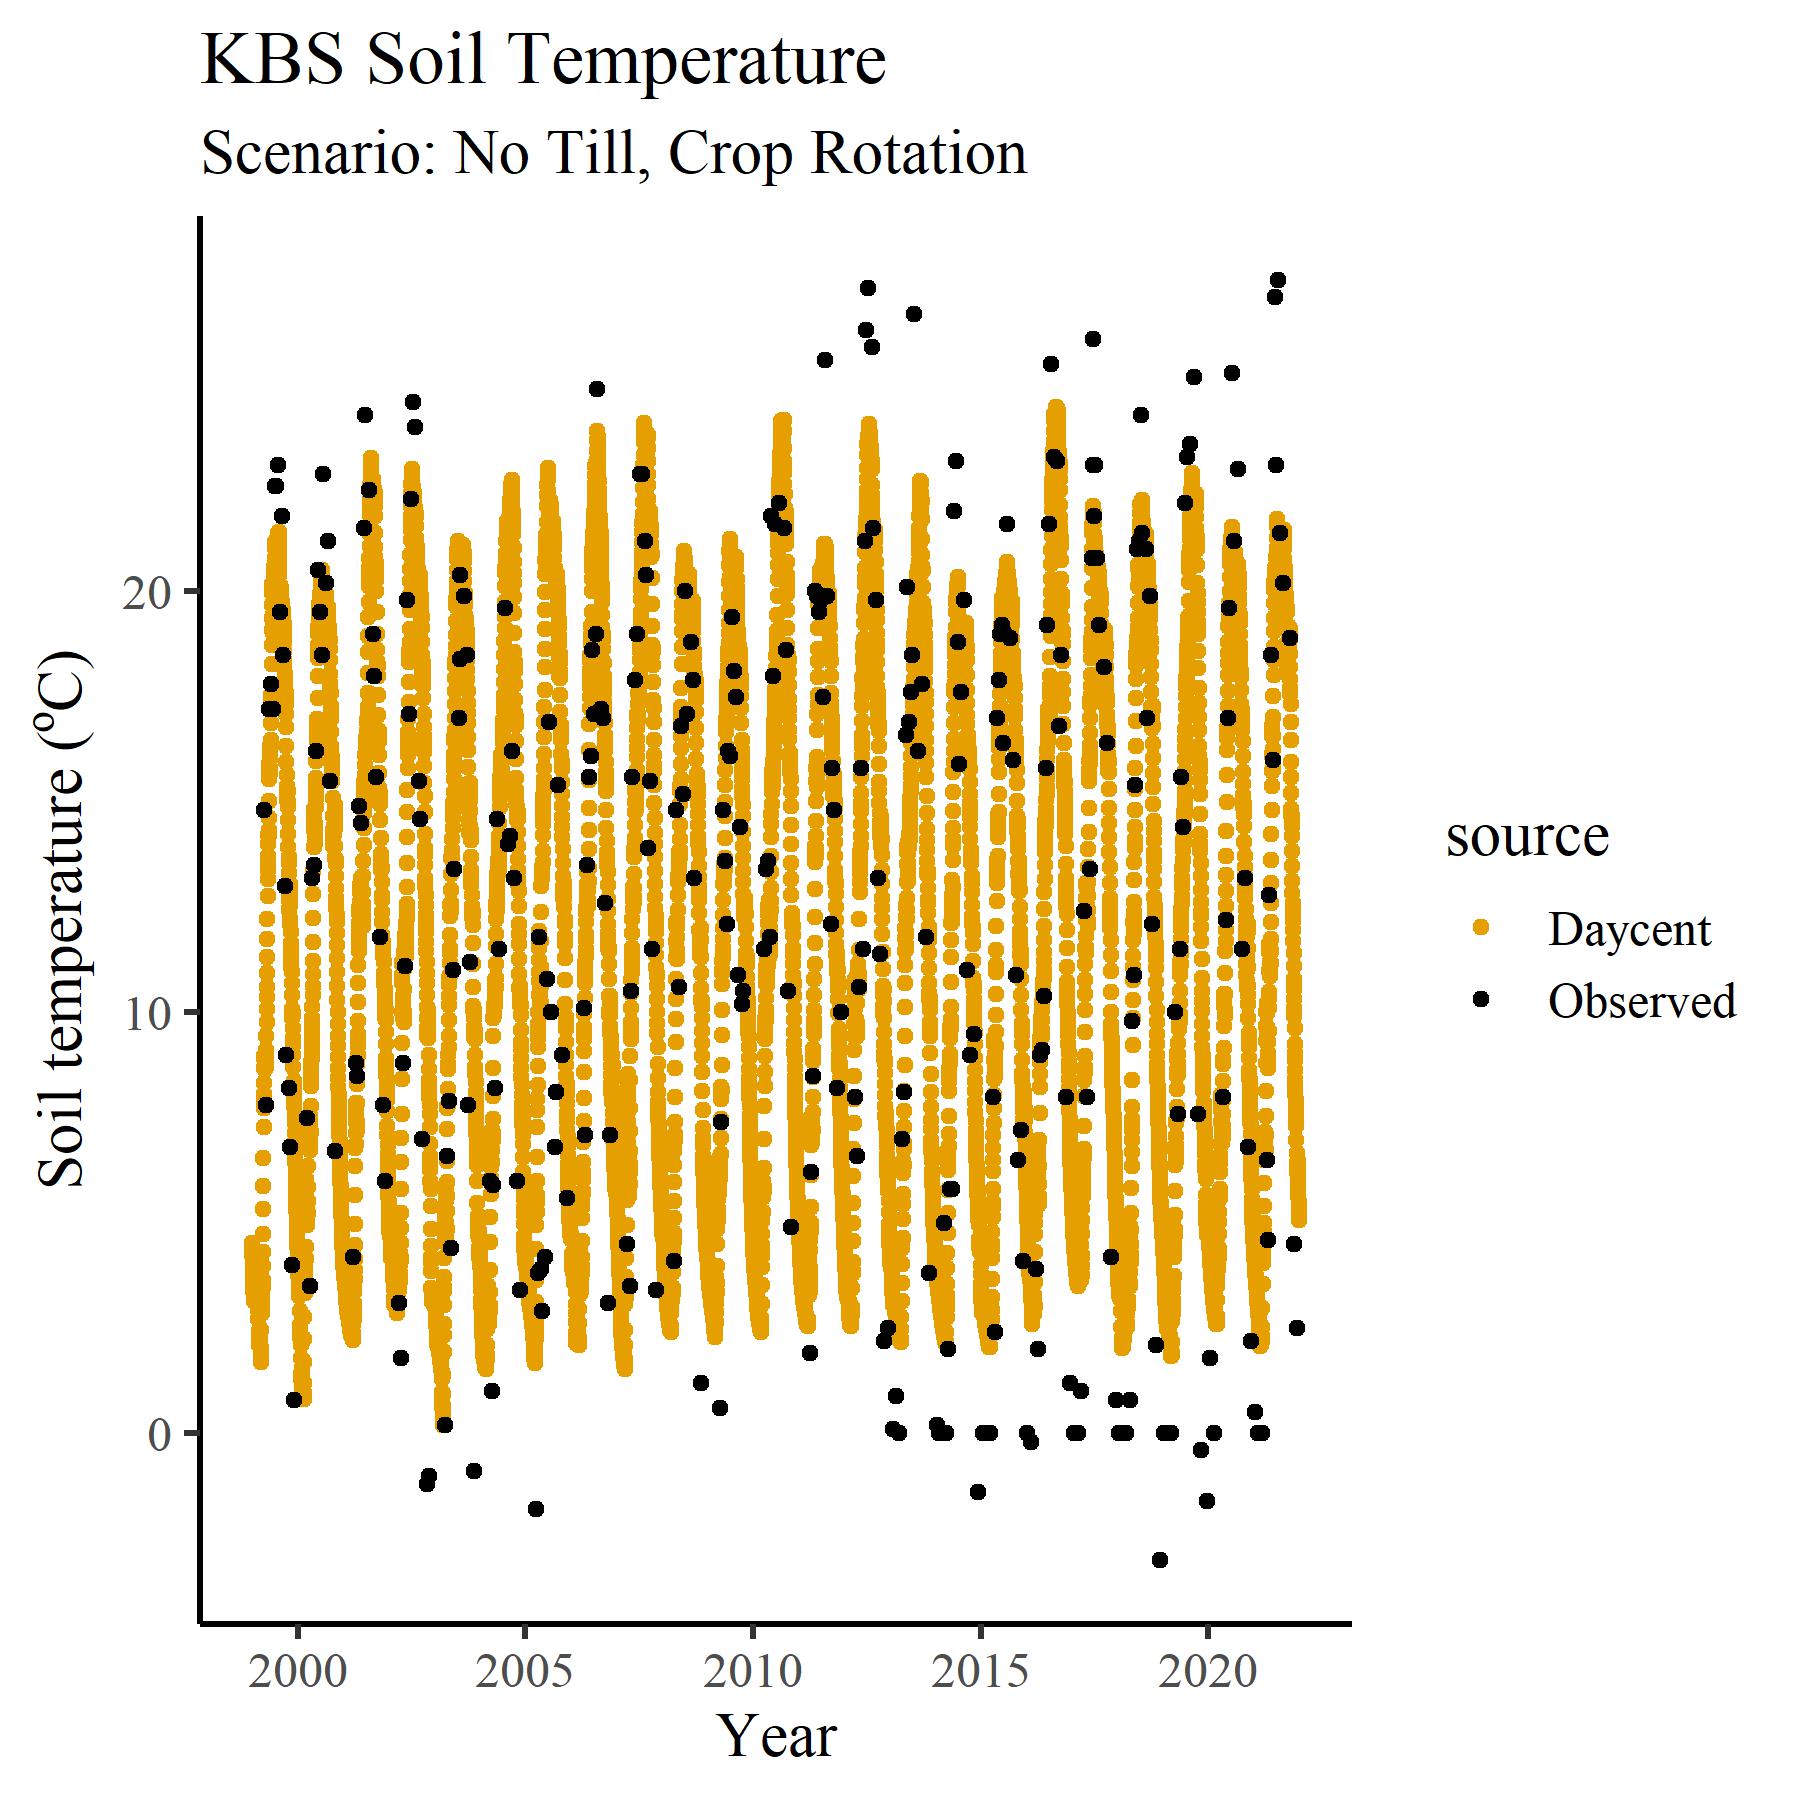 KBS Soil Temperature
Scenario: No Till, Crop Rotation
Soil temperature (°C)
20
10
0
2000 2005 2010 2015 2020
Year
source
Daycent
Observed